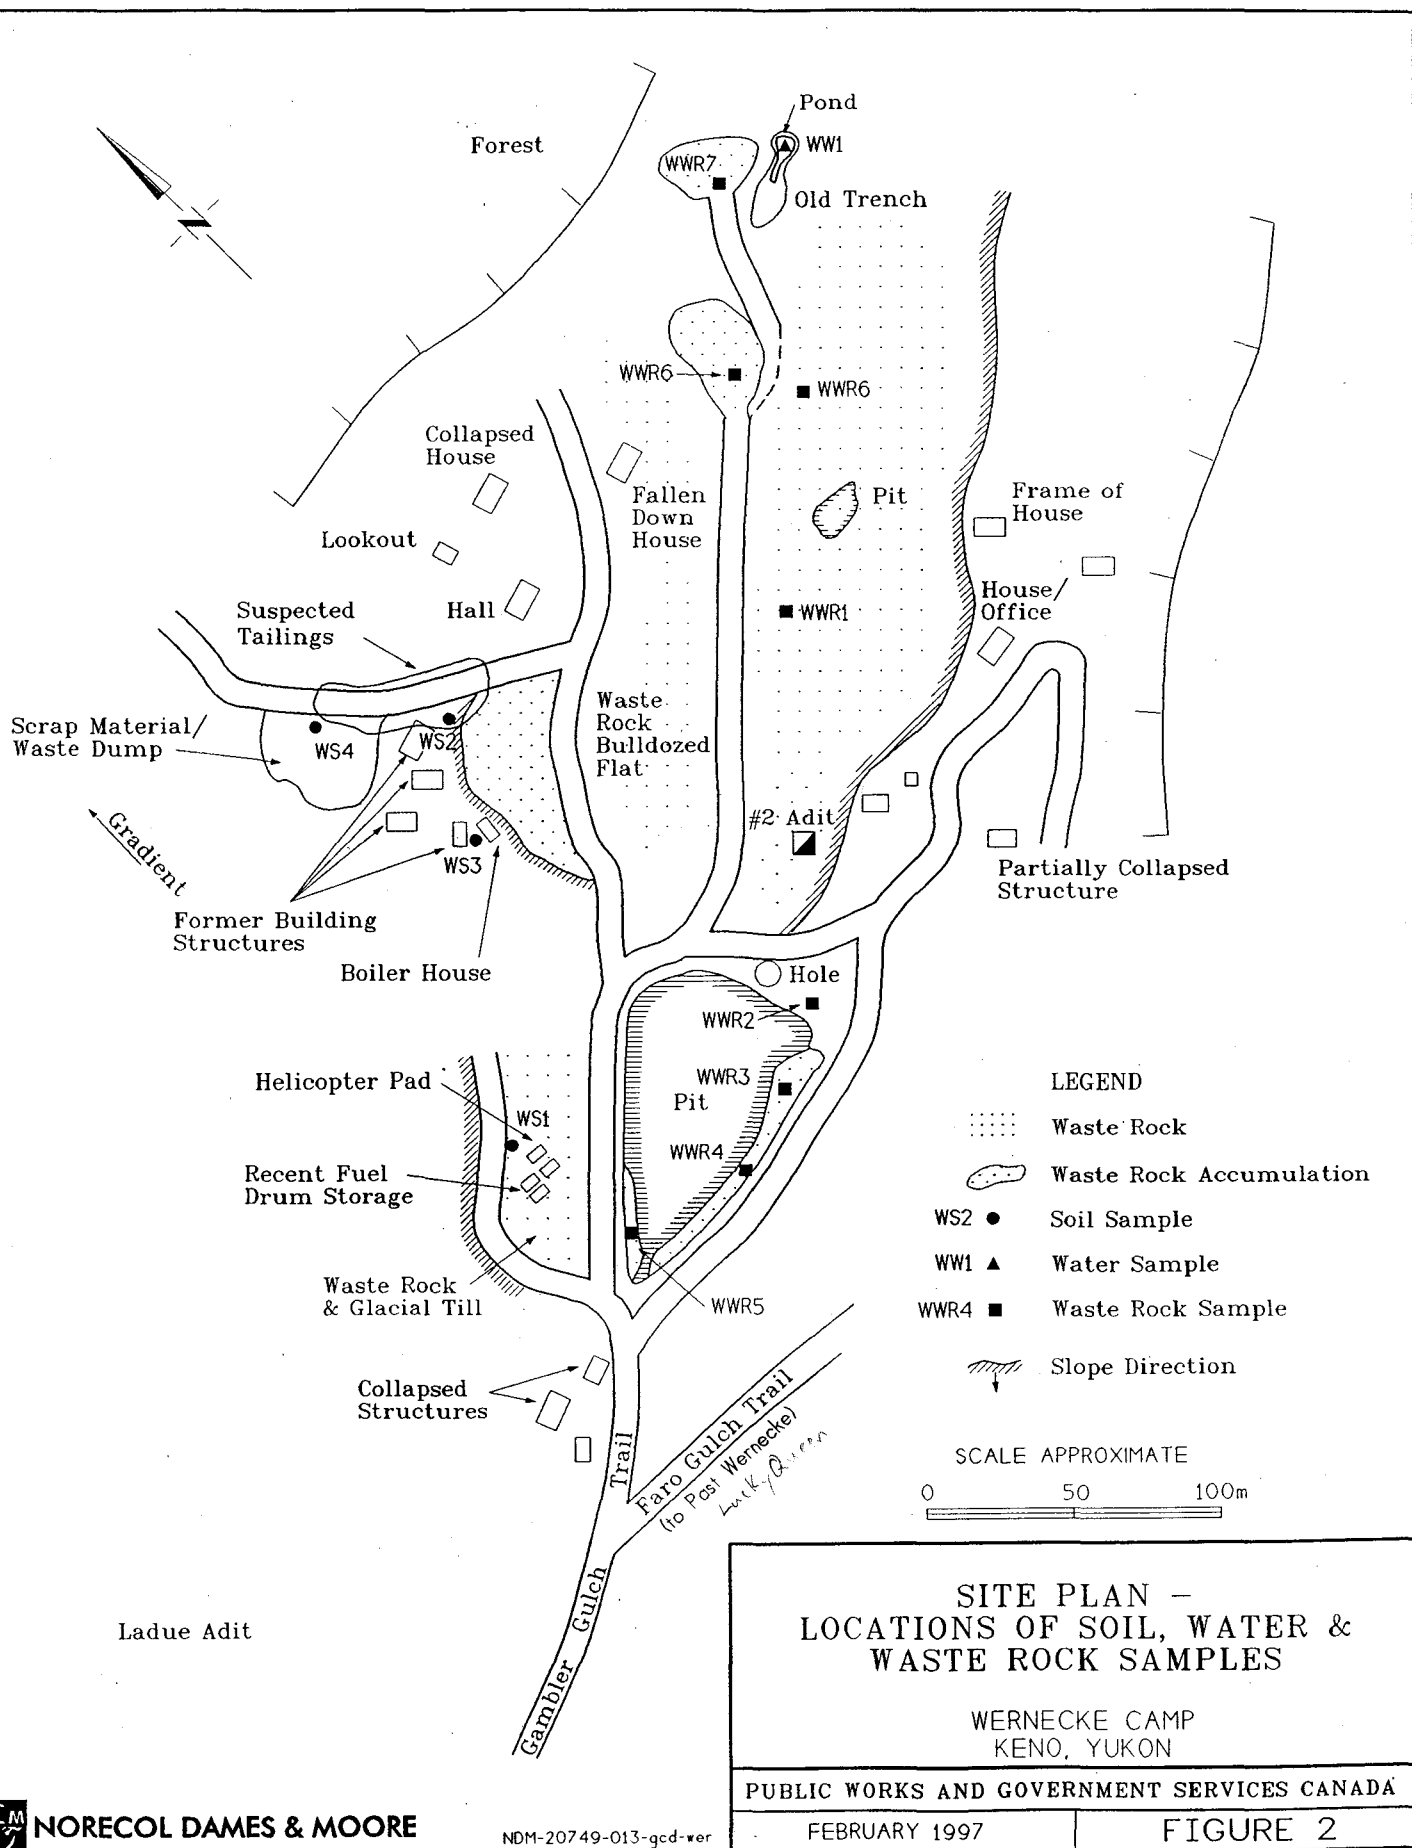 Pond
WW1
Forest
WWR7
Old Trench
WWR6
WWR6
Collapsed
House
Fallen
Down
House
Pit
Frame of
House
Lookout
House/
Office
Suspected
Tailings
Hall
WWR1
Scrap Material/
Waste Dump
WS4
WS2
Waste
Rock
Bulldozed
Flat
#2 Adit
Gradient
WS3
Partially Collapsed
Structure
Former Building
Structures
Boiler House
Hole
WWR2
Helicopter Pad
WWR3
Pit
WS1
WWR4
Recent Fuel
Drum Storage
Waste Rock
& Glacial Till
WWR5
LEGEND
Waste Rock
Waste Rock Accumulation
WS2
Soil Sample
WW1
Water Sample
WWR4
Waste Rock Sample
Slope Direction
Collapsed
Structures
Faro Gulch Trail
(to Past Wernecke)
Lucky Queen
Gambler Gulch Trail
SCALE APPROXIMATE
0 50 100m
Ladue Adit
SITE PLAN –
LOCATIONS OF SOIL, WATER &
WASTE ROCK SAMPLES
WERNECKE CAMP
KENO, YUKON
PUBLIC WORKS AND GOVERNMENT SERVICES CANADA
FEBRUARY 1997
FIGURE 2
NORECOL DAMES & MOORE
NDM-20749-013-gcd-wer